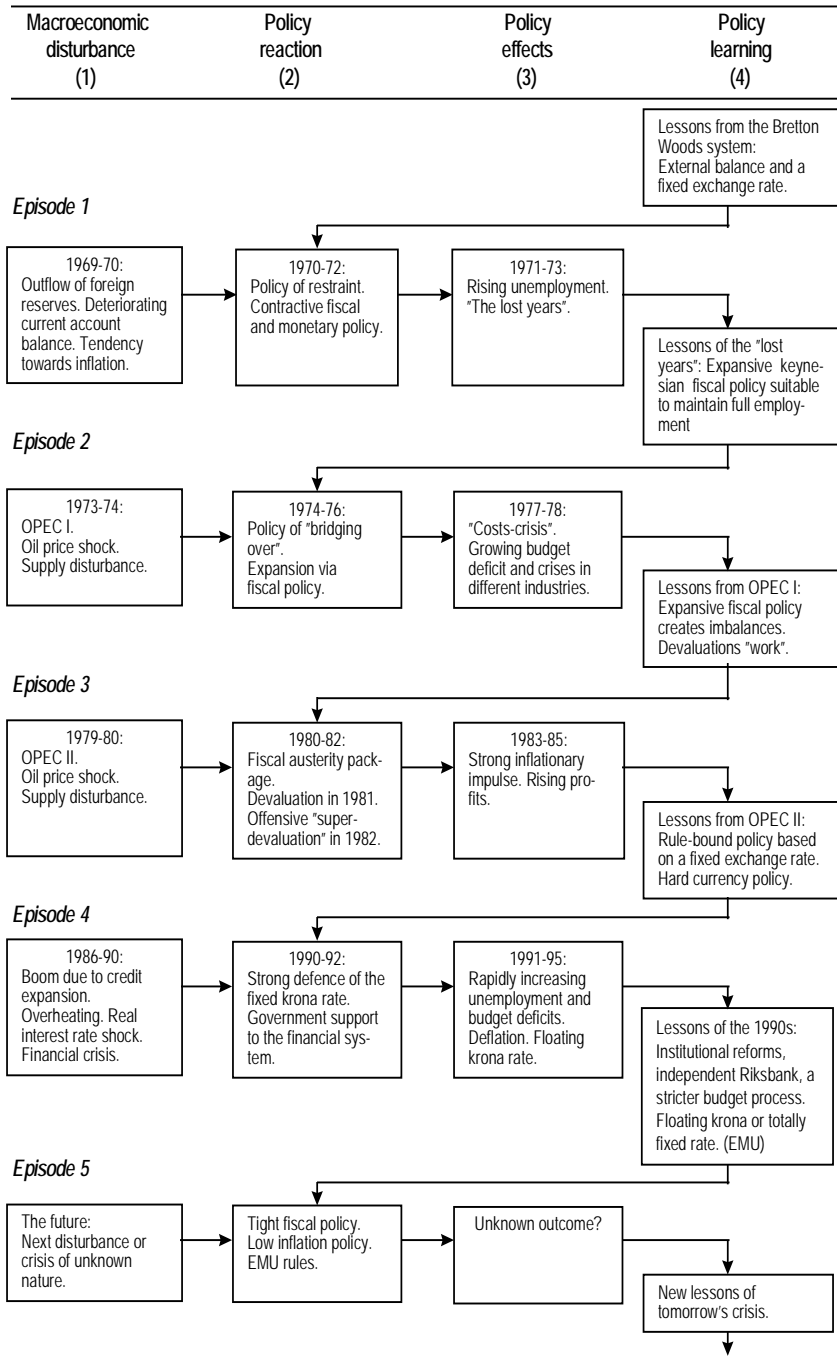 Macroeconomic
disturbance
(1)
Policy
reaction
(2)
Policy
effects
(3)
Policy
learning
(4)
Lessons from the Bretton
Woods system:
External balance and a
fixed exchange rate.
Episode 1
1969-70:
Outflow of foreign
reserves. Deteriorating
current account
balance. Tendency
towards inflation.
1970-72:
Policy of restraint.
Contractive fiscal
and monetary policy.
1971-73:
Rising unemployment.
"The lost years".
Lessons of the "lost
years": Expansive keyne-
sian fiscal policy suitable
to maintain full employ-
ment
Episode 2
1973-74:
OPEC I.
Oil price shock.
Supply disturbance.
1974-76:
Policy of "bridging
over".
Expansion via
fiscal policy.
1977-78:
"Costs-crisis".
Growing budget
deficit and crises in
different industries.
Lessons from OPEC I:
Expansive fiscal policy
creates imbalances.
Devaluations "work".
Episode 3
1979-80:
OPEC II.
Oil price shock.
Supply disturbance.
1980-82:
Fiscal austerity pack-
age.
Devaluation in 1981.
Offensive "super-
devaluation" in 1982.
1983-85:
Strong inflationary
impulse. Rising pro-
fits.
Lessons from OPEC II:
Rule-bound policy based
on a fixed exchange rate.
Hard currency policy.
Episode 4
1986-90:
Boom due to credit
expansion.
Overheating. Real
interest rate shock.
Financial crisis.
1990-92:
Strong defence of the
fixed krona rate.
Government support
to the financial sys-
tem.
1991-95:
Rapidly increasing
unemployment and
budget deficits.
Deflation. Floating
krona rate.
Lessons of the 1990s:
Institutional reforms,
independent Riksbank, a
stricter budget process.
Floating krona or totally
fixed rate. (EMU)
Episode 5
The future:
Next disturbance or
crisis of unknown
nature.
Tight fiscal policy.
Low inflation policy.
EMU rules.
Unknown outcome?
New lessons of
tomorrow's crisis.